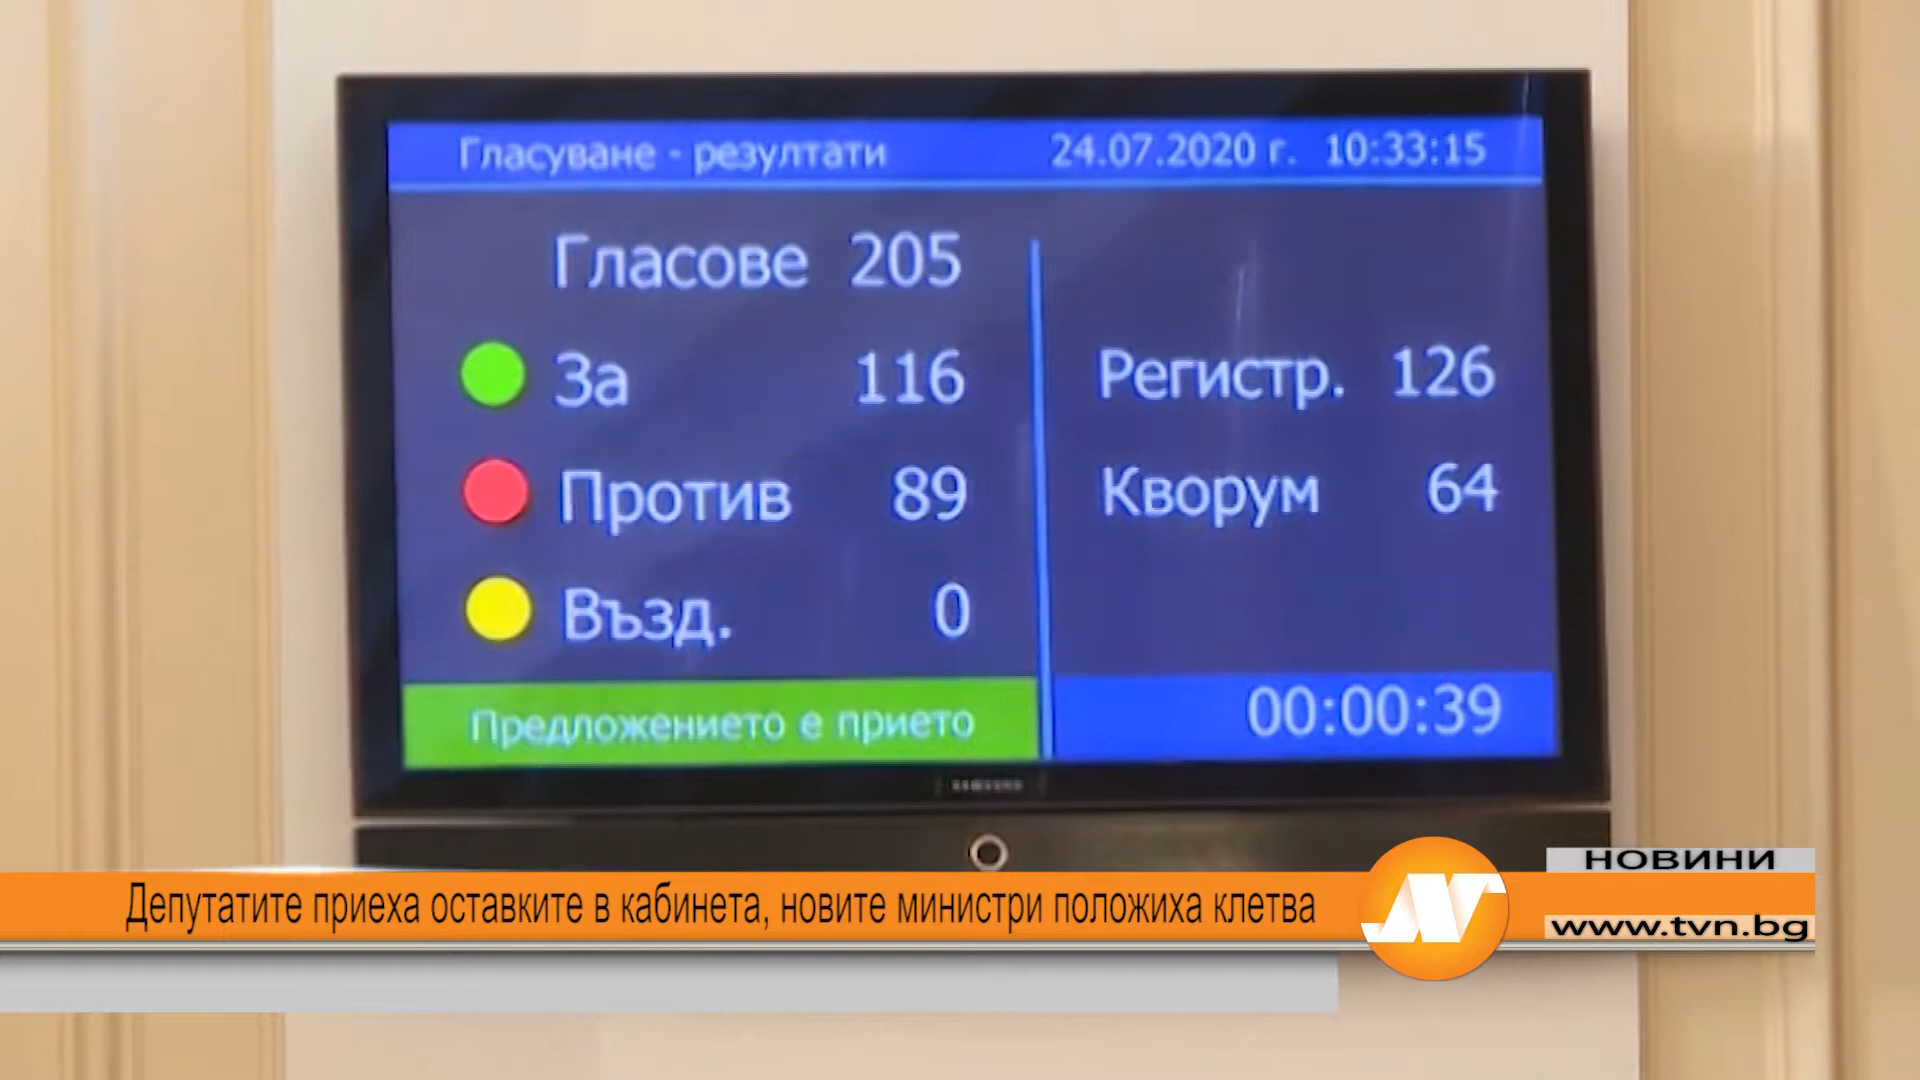 Гласуване - резултати 24.07.2020 г. 10:33:15
Гласове 205
За 116
Регистр. 126
Против 89
Кворум 64
Възд. 0
Предложението е прието
00:00:39
SAMSUNG
НОВИНИ
Депутатите приеха оставките в кабинета, новите министри положиха клетва
www.tvn.bg